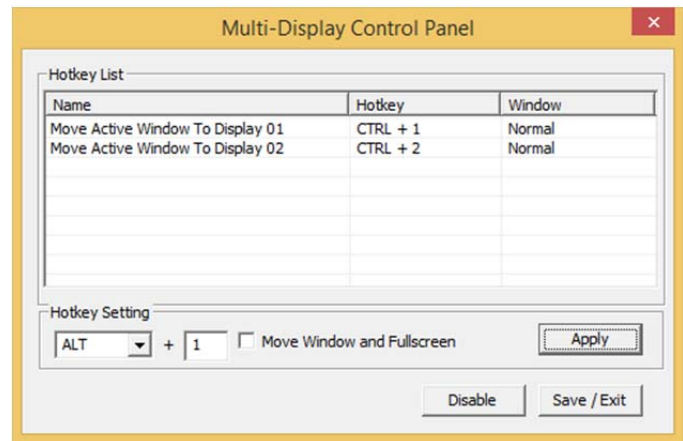 Multi-Display Control Panel
Hotkey List
Name Hotkey Window
Move Active Window To Display 01 CTRL + 1 Normal
Move Active Window To Display 02 CTRL + 2 Normal
Hotkey Setting
ALT + 1 Move Window and Fullscreen Apply
Disable Save / Exit